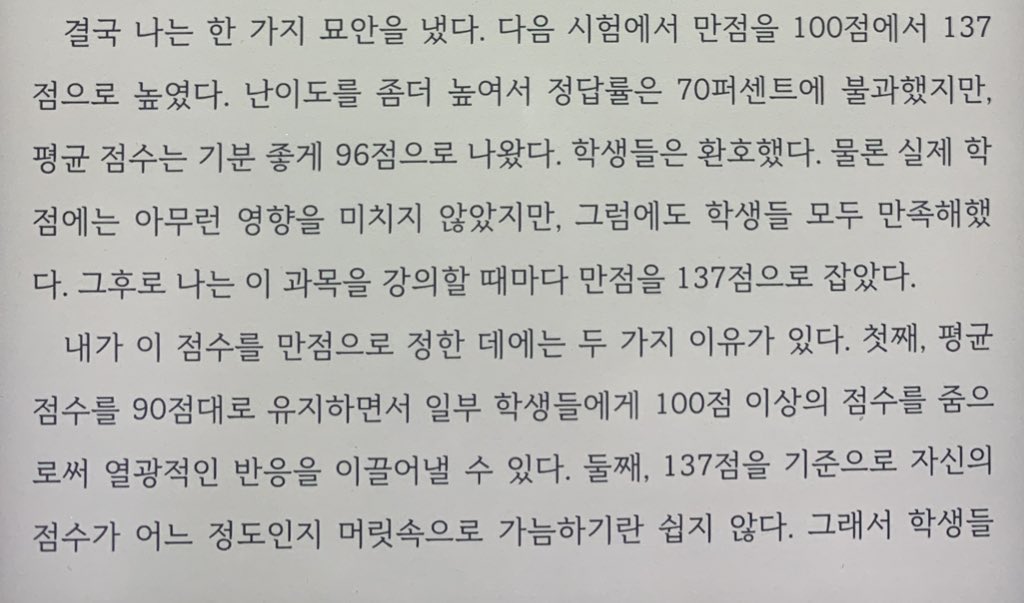 결국 나는 한 가지 묘안을 냈다. 다음 시험에서 만점을 100점에서 137
점으로 높였다. 난이도를 좀더 높여서 정답률은 70퍼센트에 불과했지만,
평균 점수는 기분 좋게 96점으로 나왔다. 학생들은 환호했다. 물론 실제 학
점에는 아무런 영향을 미치지 않았지만, 그럼에도 학생들 모두 만족해했
다. 그후로 나는 이 과목을 강의할 때마다 만점을 137점으로 잡았다.
내가 이 점수를 만점으로 정한 데에는 두 가지 이유가 있다. 첫째, 평균
점수를 90점대로 유지하면서 일부 학생들에게 100점 이상의 점수를 줌으
로써 열광적인 반응을 이끌어낼 수 있다. 둘째, 137점을 기준으로 자신의
점수가 어느 정도인지 머릿속으로 가늠하기란 쉽지 않다. 그래서 학생들